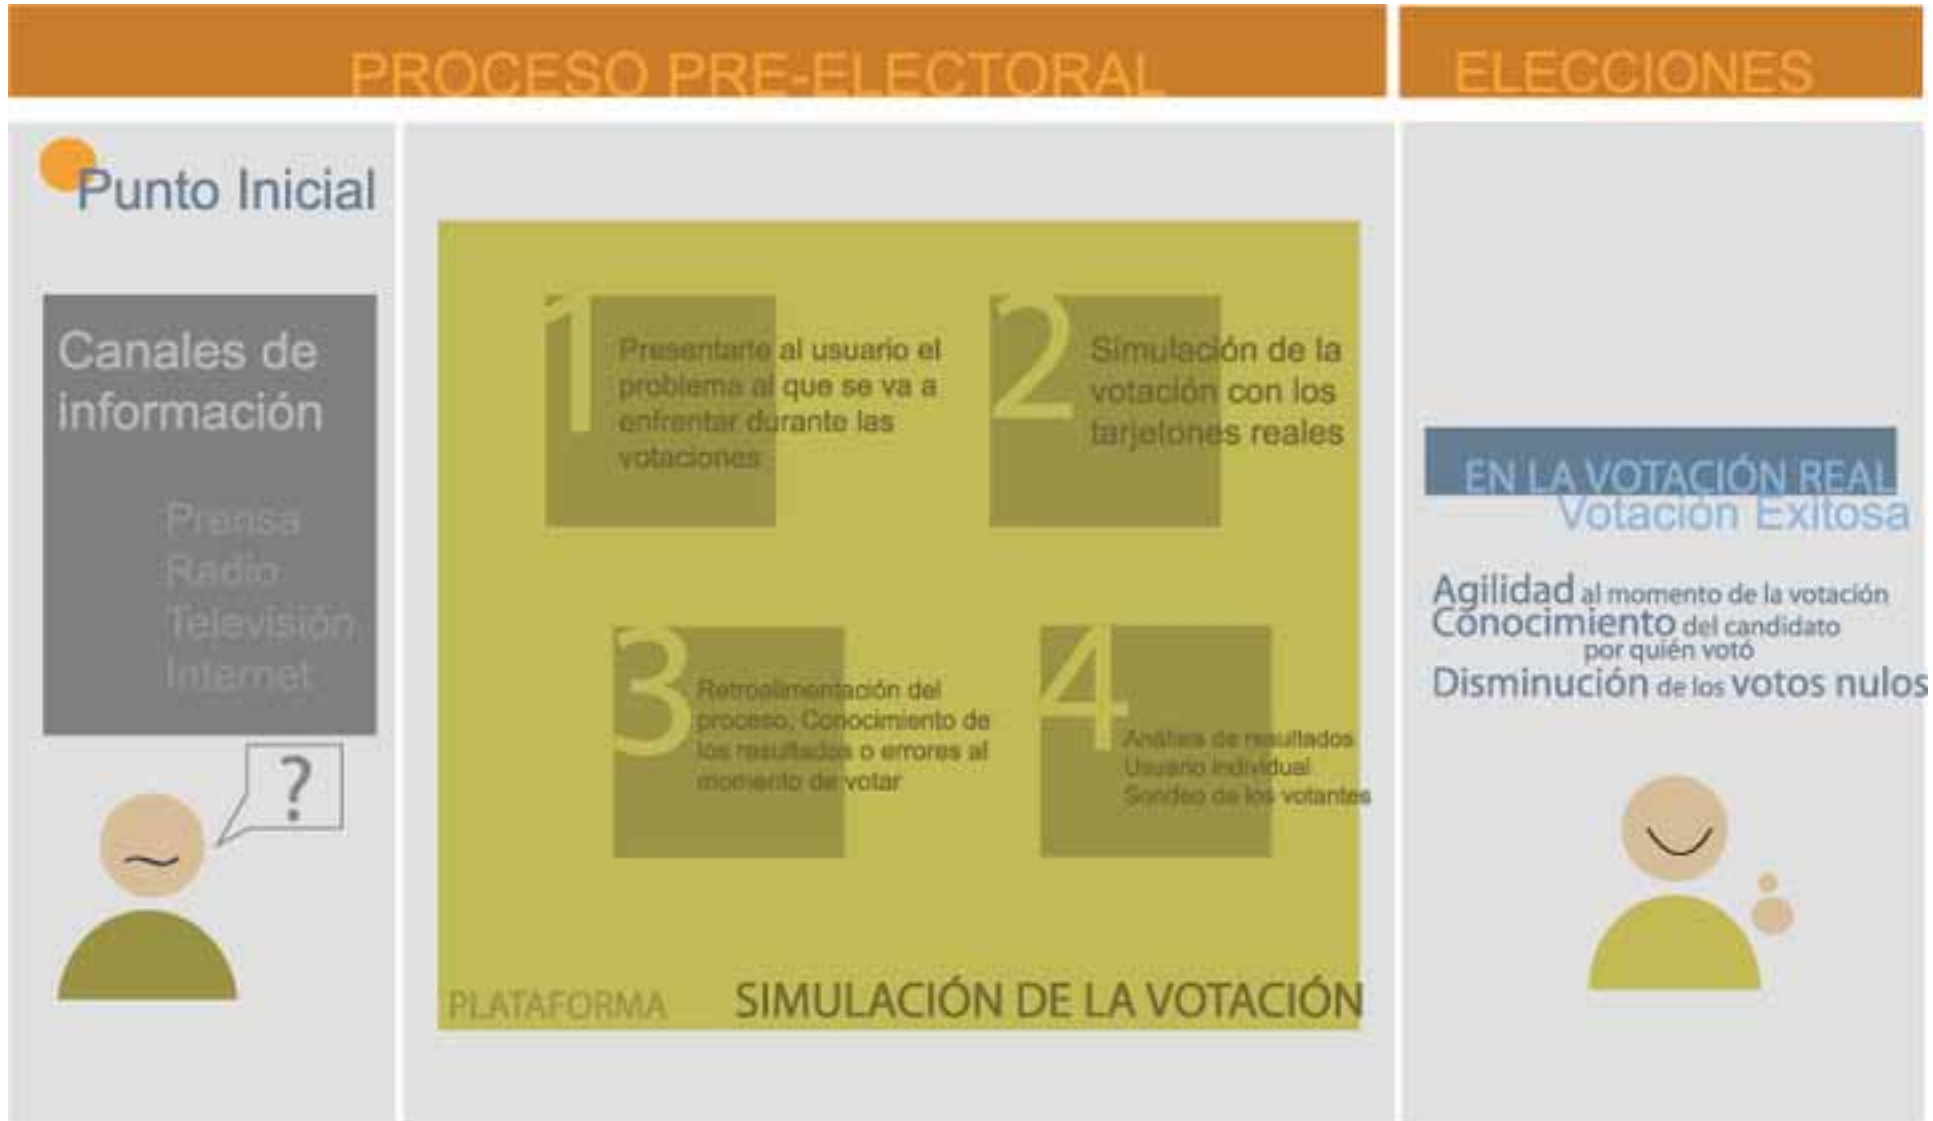 PROCESO PRE-ELECTORAL
ELECCIONES
Punto Inicial
Canales de
información
Prensa
Radio
Televisión
Internet
?
1
Presentarte al usuario el
problema al que se va a
enfrentar durante las
votaciones
2
Simulación de la
votación con los
tarjetones reales
3
Retroalimentación del
proceso, Conocimiento de
los resultados o errores al
momento de votar
4
Análisis de resultados
Usuario individual
Sondeo de los votantes
PLATAFORMA
SIMULACIÓN DE LA VOTACIÓN
EN LA VOTACIÓN REAL
Votación Exitosa
Agilidad al momento de la votación
Conocimiento del candidato
por quién votó
Disminución de los votos nulos